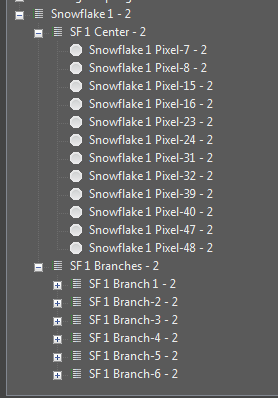 Snowflake 1 - 2
SF 1 Center - 2
Snowflake 1 Pixel-7 - 2
Snowflake 1 Pixel-8 - 2
Snowflake 1 Pixel-15 - 2
Snowflake 1 Pixel-16 - 2
Snowflake 1 Pixel-23 - 2
Snowflake 1 Pixel-24 - 2
Snowflake 1 Pixel-31 - 2
Snowflake 1 Pixel-32 - 2
Snowflake 1 Pixel-39 - 2
Snowflake 1 Pixel-40 - 2
Snowflake 1 Pixel-47 - 2
Snowflake 1 Pixel-48 - 2
SF 1 Branches - 2
SF 1 Branch 1 - 2
SF 1 Branch-2 - 2
SF 1 Branch-3 - 2
SF 1 Branch-4 - 2
SF 1 Branch-5 - 2
SF 1 Branch-6 - 2